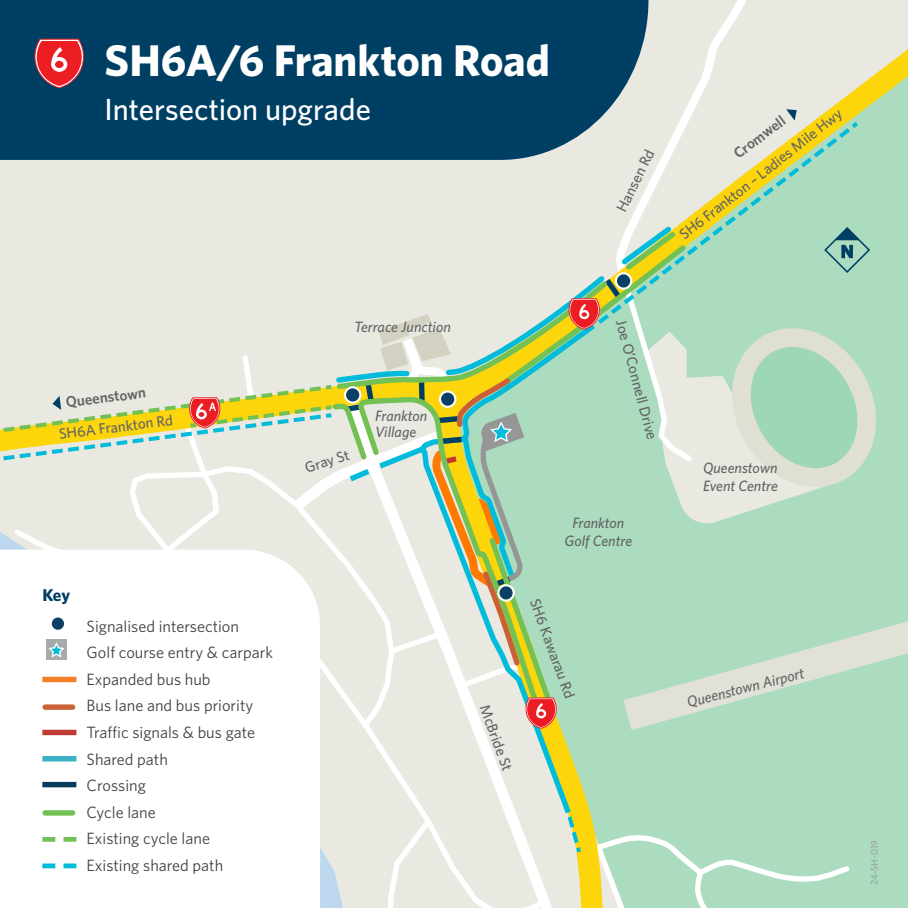 6
SH6A/6 Frankton Road
Intersection upgrade
Hansen Rd
Cromwell
SH6 Frankton – Ladies Mile Hwy
N
Terrace Junction
6
Joe O'Connell Drive
Queenstown
6A
SH6A Frankton Rd
Frankton
Village
Gray St
Queenstown
Event Centre
Frankton
Golf Centre
SH6 Kawarau Rd
Queenstown Airport
6
McBride St
Key
Signalised intersection
Golf course entry & carpark
Expanded bus hub
Bus lane and bus priority
Traffic signals & bus gate
Shared path
Crossing
Cycle lane
Existing cycle lane
Existing shared path
24-SH-019